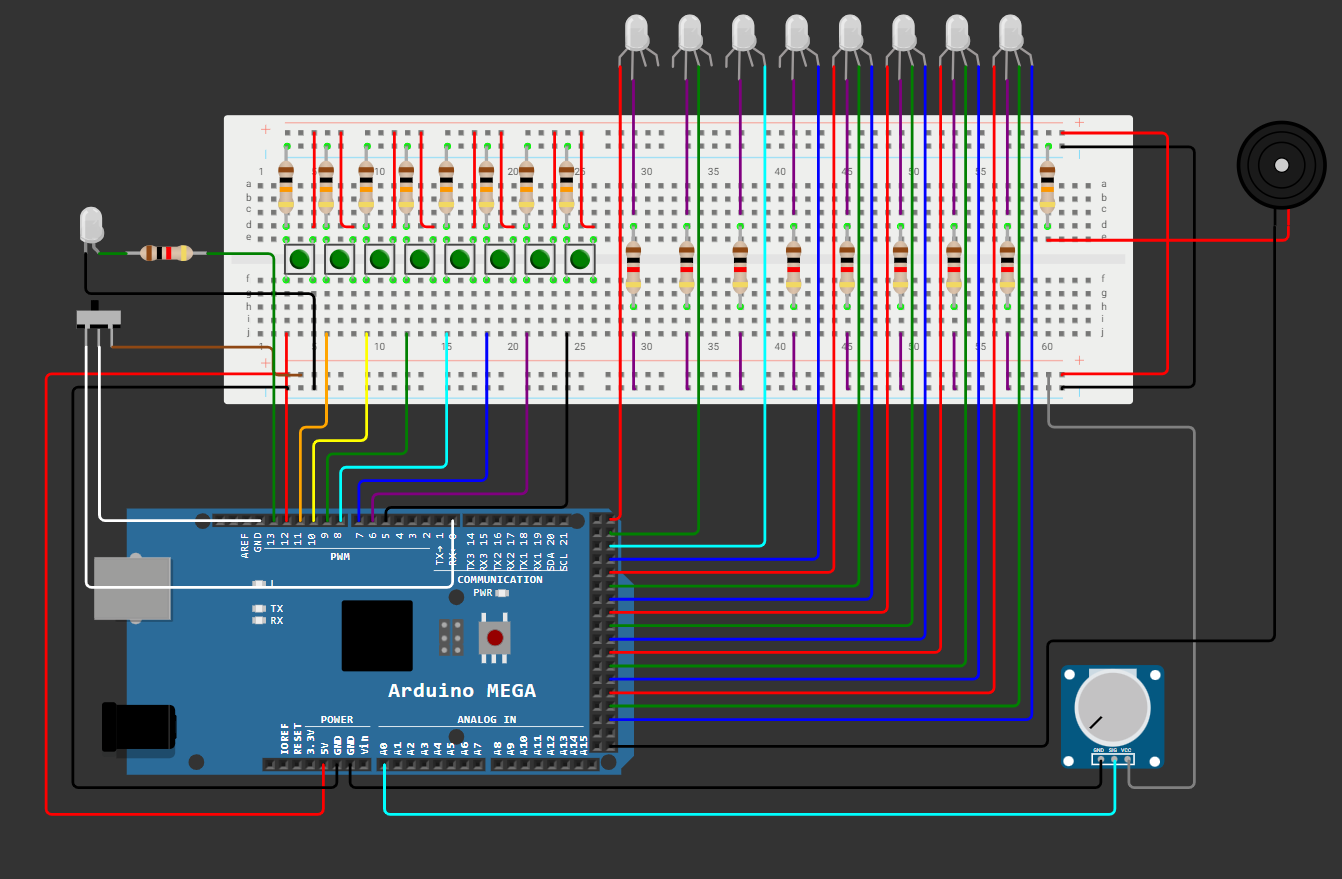 + +
1 5 10 15 20 25 30 35 40 45 50 55 60
a a
b b
c c
d d
e e
f f
g g
h h
i i
j j
1 5 10 15 20 25 30 35 40 45 50 55 60
+ +
AREF GND 13 12 11 10 9 8 7 6 5 4 3 2 TX→1 RX←0 TX3 14 RX3 15 TX2 16 RX2 17 TX1 18 RX1 19 SDA 20 SCL 21
PWM
COMMUNICATION
L
PWR
TX
RX
Arduino MEGA
POWER ANALOG IN
IOREF RESET 3.3V 5V GND GND Vin A0 A1 A2 A3 A4 A5 A6 A7 A8 A9 A10 A11 A12 A13 A14 A15
GND SIG VCC